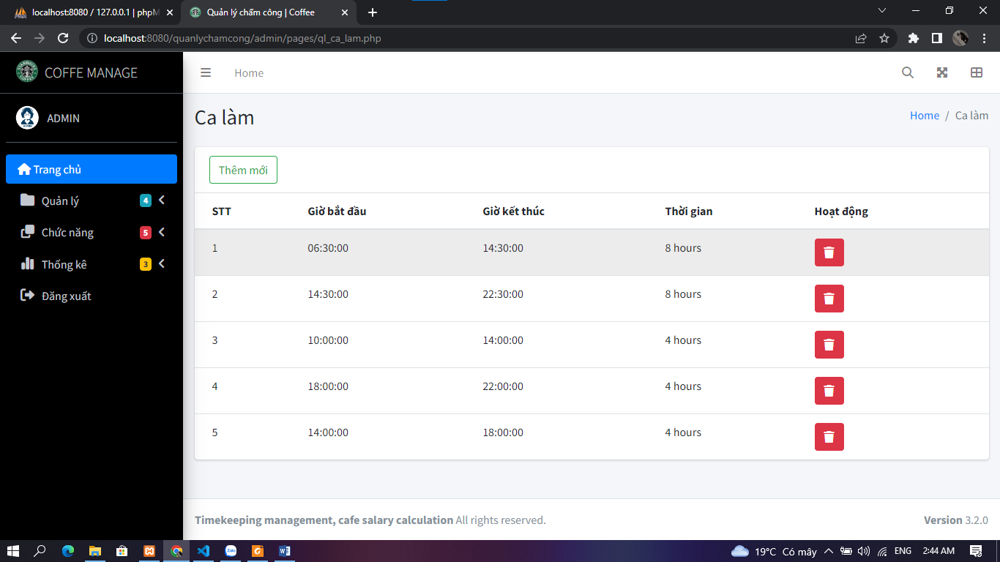 localhost:8080 / 127.0.0.1 | phpM
Quản lý chấm công | Coffee
localhost:8080/quanlychamcong/admin/pages/ql_ca_lam.php
COFFE MANAGE
Home
ADMIN
Ca làm
Home / Ca làm
Trang chủ
Quản lý 4
Chức năng 5
Thống kê 3
Đăng xuất
Thêm mới
STT Giờ bắt đầu Giờ kết thúc Thời gian Hoạt động
1 06:30:00 14:30:00 8 hours
2 14:30:00 22:30:00 8 hours
3 10:00:00 14:00:00 4 hours
4 18:00:00 22:00:00 4 hours
5 14:00:00 18:00:00 4 hours
Timekeeping management, cafe salary calculation All rights reserved.
Version 3.2.0
Zalo
19°C Có mây ENG 2:44 AM